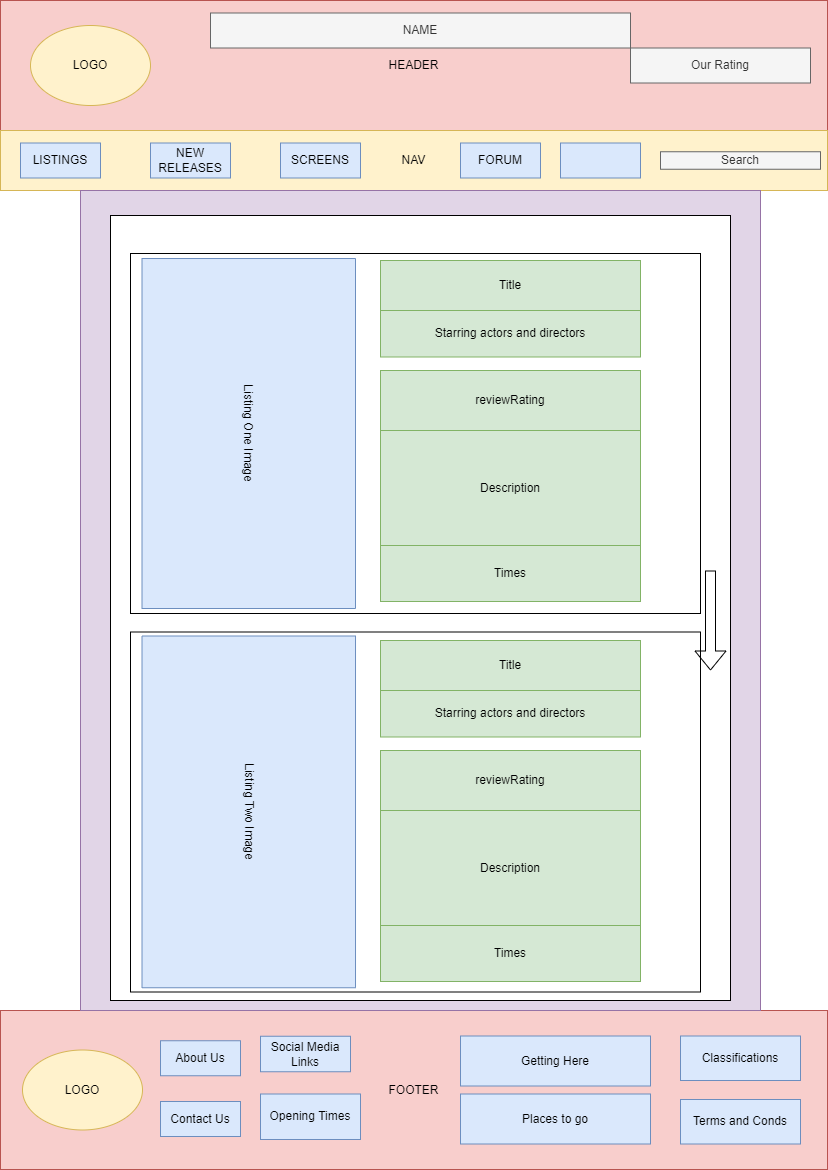 NAME
LOGO
HEADER
Our Rating
LISTINGS
NEW
RELEASES
SCREENS
NAV
FORUM
Search
Listing One Image
Title
Starring actors and directors
reviewRating
Description
Times
Listing Two Image
Title
Starring actors and directors
reviewRating
Description
Times
LOGO
About Us
Social Media
Links
FOOTER
Getting Here
Classifications
Contact Us
Opening Times
Places to go
Terms and Conds